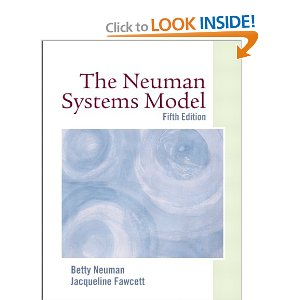 Click to LOOK INSIDE!
The Neuman
Systems Model
Fifth Edition
Betty Neuman
Jacqueline Fawcett